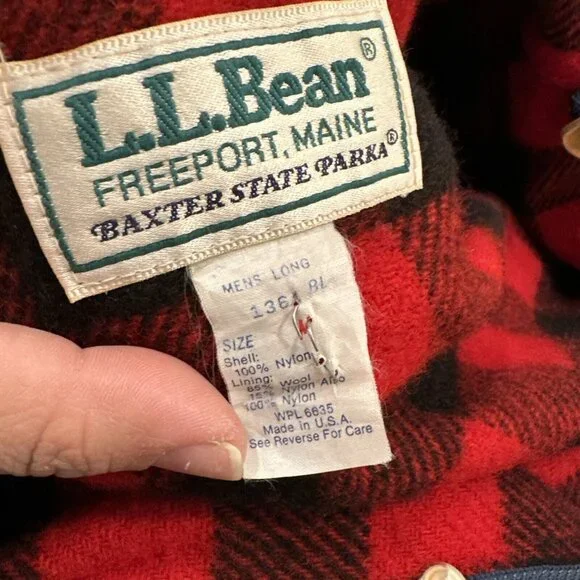 L.L.Bean®
FREEPORT, MAINE
BAXTER STATE PARKA®
MENS LONG
SIZE
Shell:
100% Nylon
Lining:
85% Wool
15% Nylon Also
100% Nylon
WPL 6635
Made in U.S.A.
See Reverse For Care